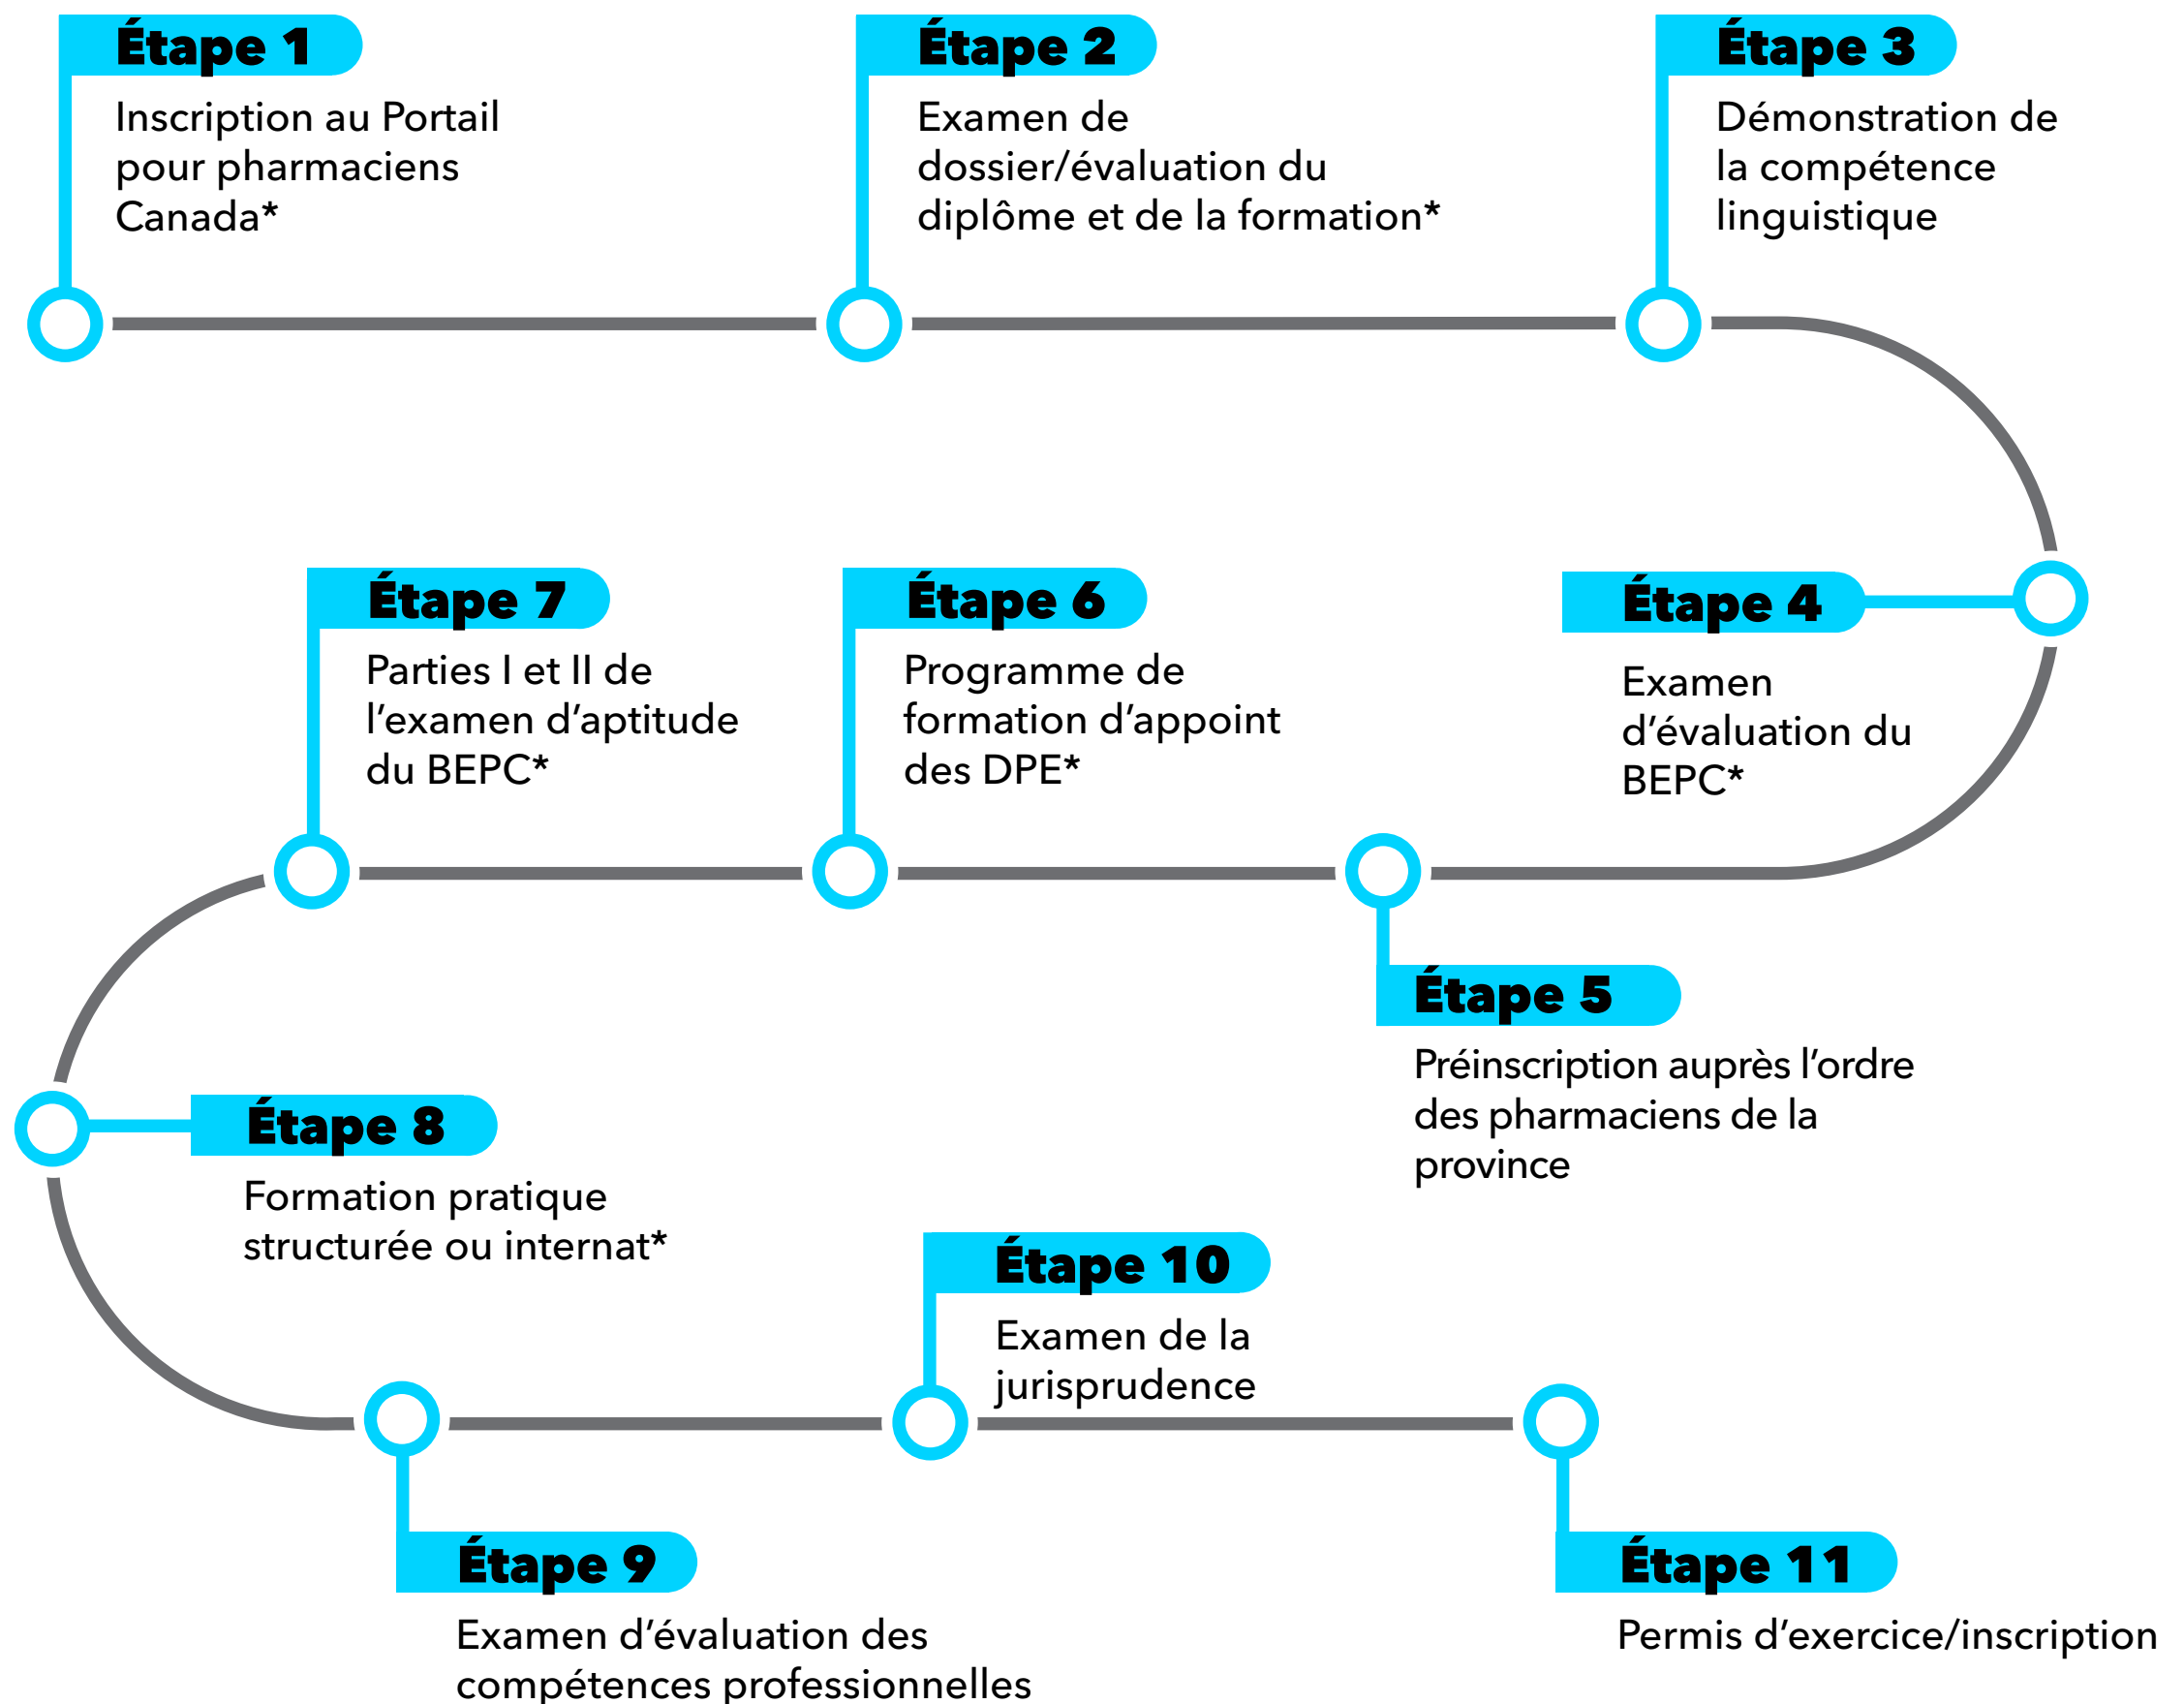 Étape 1
Inscription au Portail
pour pharmaciens
Canada*
Étape 2
Examen de
dossier/évaluation du
diplôme et de la formation*
Étape 3
Démonstration de
la compétence
linguistique
Étape 4
Examen
d’évaluation du
BEPC*
Étape 5
Préinscription auprès l’ordre
des pharmaciens de la
province
Étape 6
Programme de
formation d’appoint
des DPE*
Étape 7
Parties I et II de
l’examen d’aptitude
du BEPC*
Étape 8
Formation pratique
structurée ou internat*
Étape 9
Examen d’évaluation des
compétences professionnelles
Étape 10
Examen de la
jurisprudence
Étape 11
Permis d’exercice/inscription